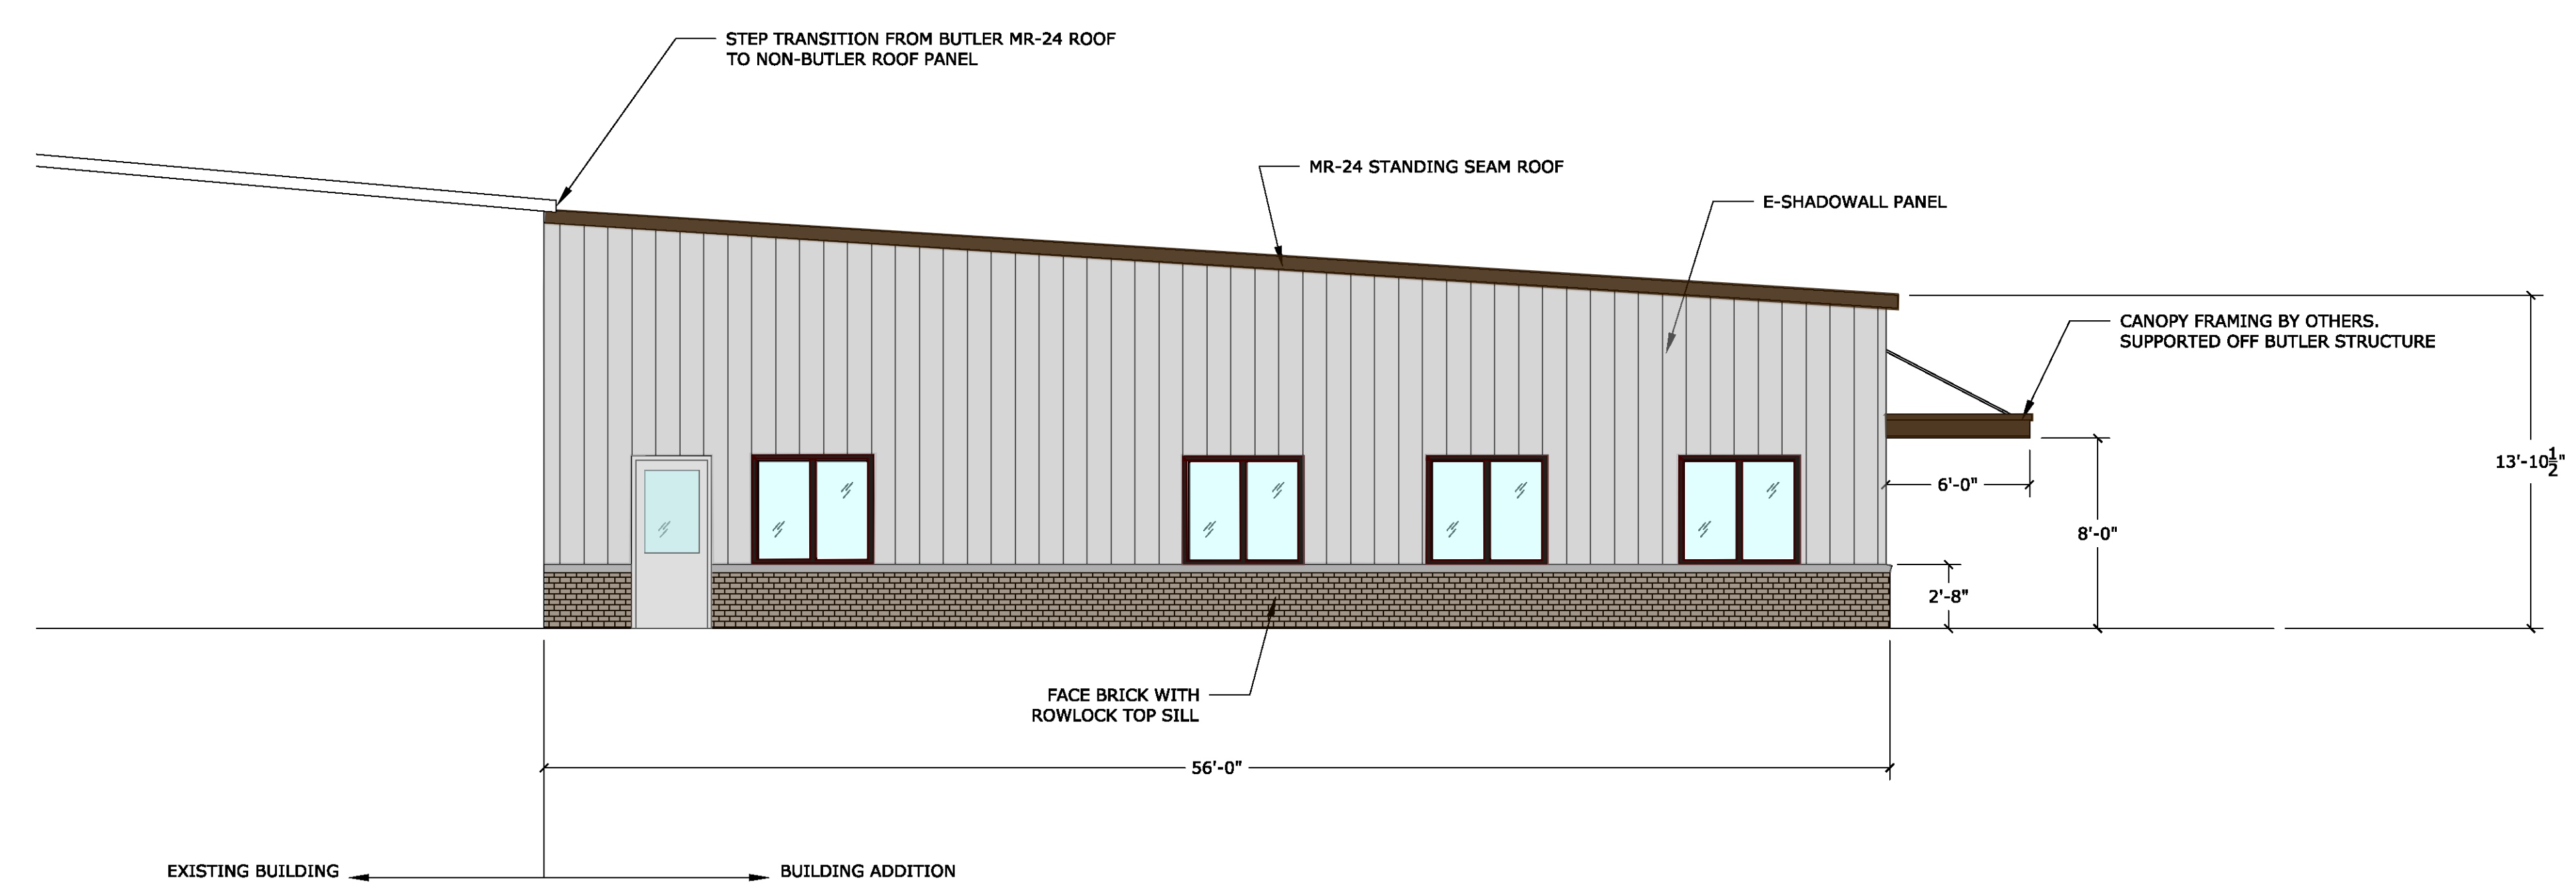 STEP TRANSITION FROM BUTLER MR-24 ROOF
TO NON-BUTLER ROOF PANEL
MR-24 STANDING SEAM ROOF
E-SHADOWALL PANEL
CANOPY FRAMING BY OTHERS.
SUPPORTED OFF BUTLER STRUCTURE
13'-10 1/2"
6'-0"
8'-0"
2'-8"
FACE BRICK WITH
ROWLOCK TOP SILL
56'-0"
EXISTING BUILDING
BUILDING ADDITION